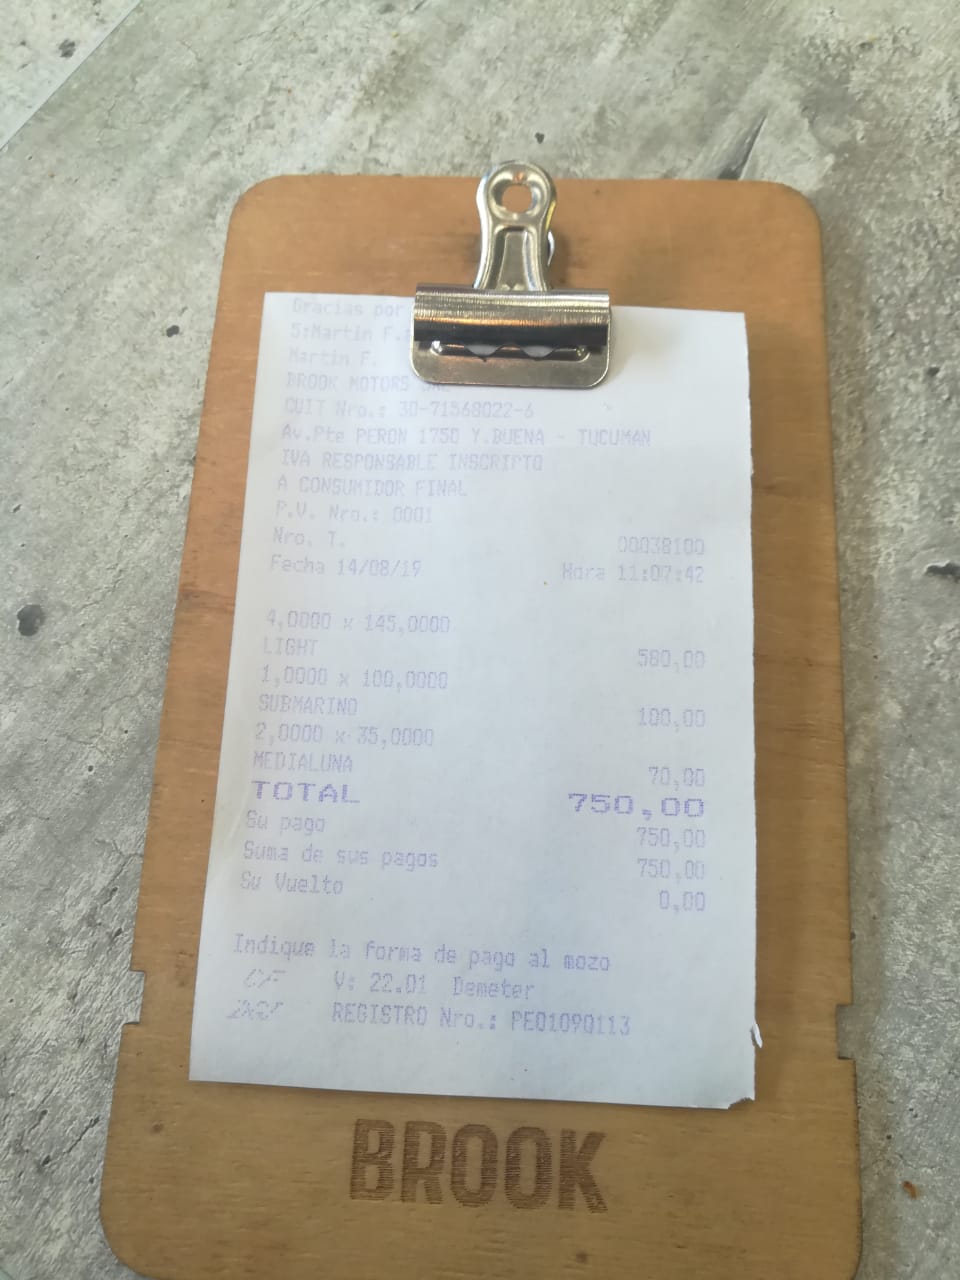 Gracias por
5:Martin F.
Martin F.
BROOK MOTORS SRL
CUIT Nro.: 30-71568022-6
Av.Pte PERON 1750 Y.BUENA - TUCUMAN
IVA RESPONSABLE INSCRIPTO
A CONSUMIDOR FINAL
P.V. Nro.: 0001
Nro. T. 00038100
Fecha 14/08/19 Hora 11:07:42
4,0000 x 145,0000
LIGHT 580,00
1,0000 x 100,0000
SUBMARINO 100,00
2,0000 x 35,0000
MEDIALUNA 70,00
TOTAL 750,00
Su pago 750,00
Suma de sus pagos 750,00
Su Vuelto 0,00
Indique la forma de pago al mozo
CF V: 22.01 Demeter
REGISTRO Nro.: PEO1090113
BROOK